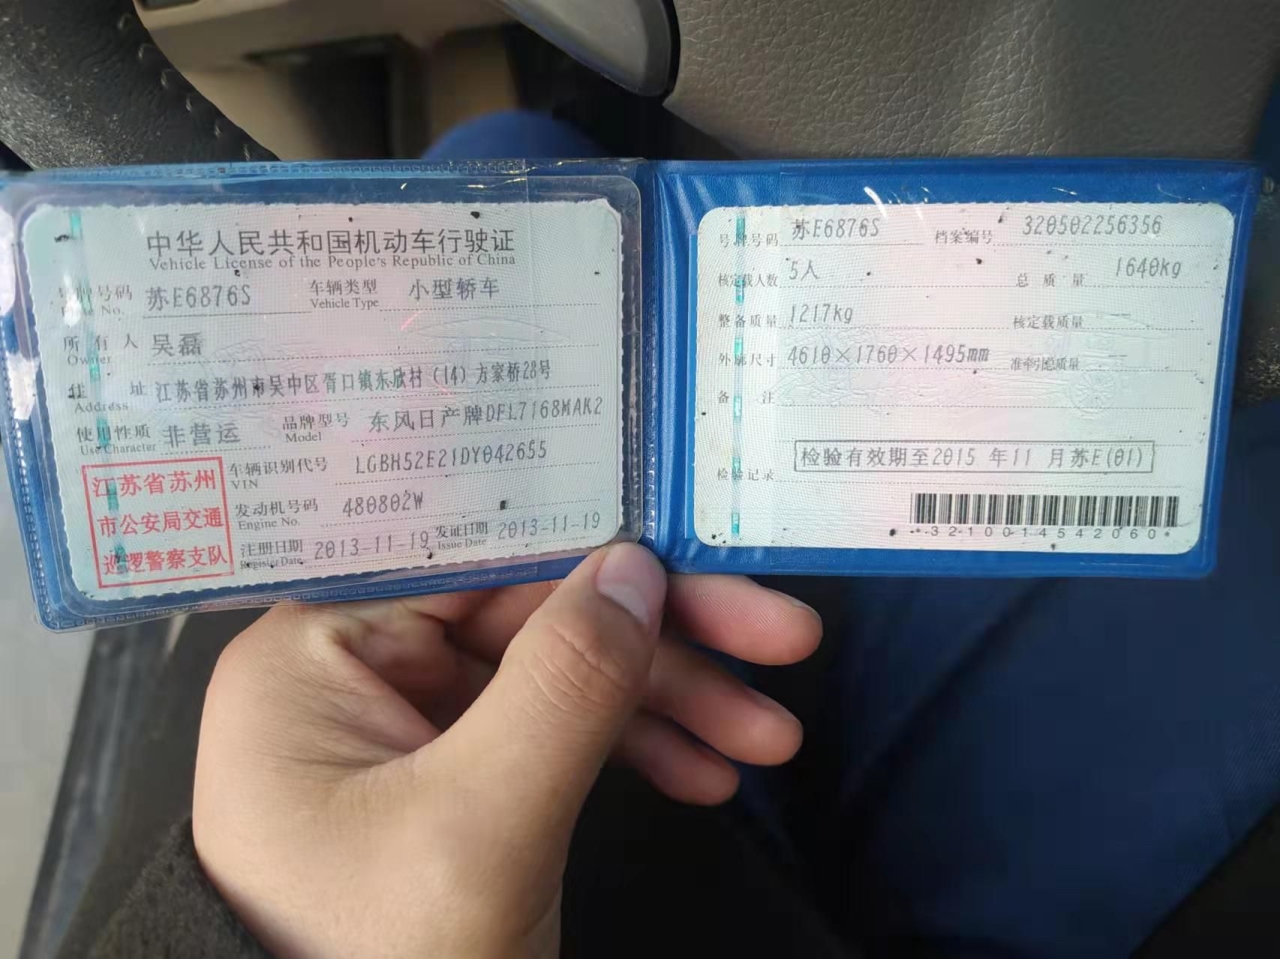 中华人民共和国机动车行驶证
Vehicle License of the People's Republic of China
号牌号码 苏E6876S 车辆类型 小型轿车
Plate No. Vehicle Type
所有人 吴磊
Owner
住址 江苏省苏州市吴中区胥口镇东欣村(14)方家桥28号
Address
使用性质 非营运 品牌型号 东风日产牌DFL7168MAK2
Use Character Model
车辆识别代号 LGBH52E21DY042655
VIN
发动机号码 480802W
Engine No.
注册日期 2013-11-19 发证日期 2013-11-19
Register Date Issue Date
江苏省苏州
市公安局交通
巡逻警察支队
号牌号码 苏E6876S 档案编号 320502256356
核定载人数 5人 总质量 1640kg
整备质量 1217kg 核定载质量 --
外廓尺寸 4610×1760×1495mm 准牵引总质量 --
备注
检验记录 检验有效期至2015 年11 月苏E(01)
*3210014542060*